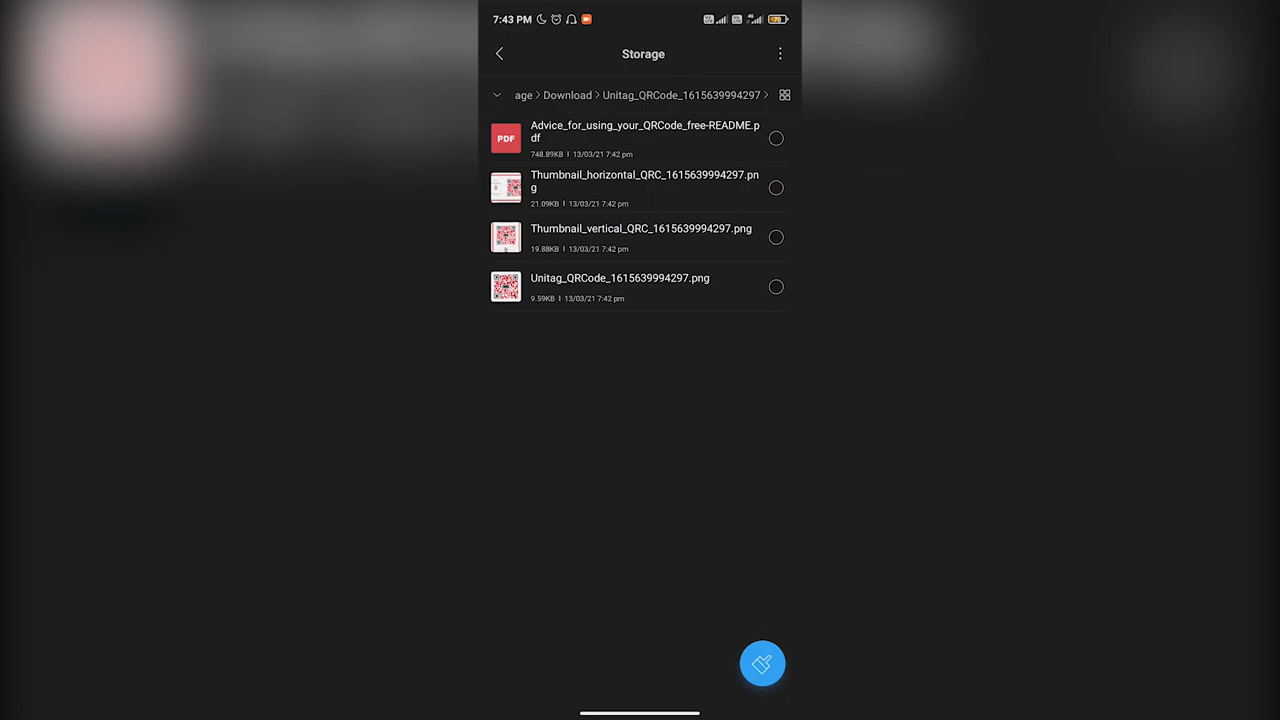 7:43 PM
70
Storage
age > Download > Unitag_QRCode_1615639994297 >
PDF
Advice_for_using_your_QRCode_free-README.p
df
748.89KB | 13/03/21 7:42 pm
Thumbnail_horizontal_QRC_1615639994297.pn
g
21.09KB | 13/03/21 7:42 pm
Thumbnail_vertical_QRC_1615639994297.png
19.88KB | 13/03/21 7:42 pm
Unitag_QRCode_1615639994297.png
9.59KB | 13/03/21 7:42 pm